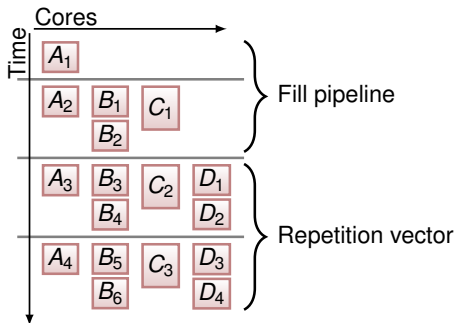 Cores
Time
A₁
A₂ B₁ C₁
B₂
Fill pipeline
A₃ B₃ C₂ D₁
B₄ D₂
Repetition vector
A₄ B₅ C₃ D₃
B₆ D₄